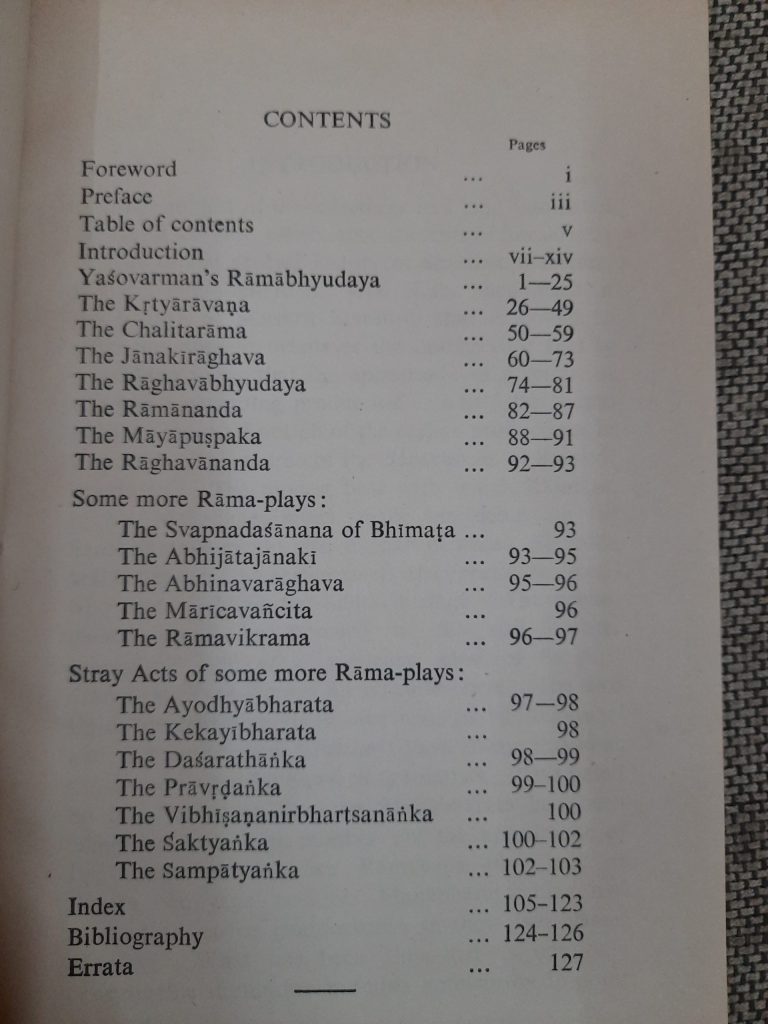 CONTENTS
Pages
Foreword ... i
Preface ... iii
Table of contents ... v
Introduction ... vii–xiv
Yaśovarman's Rāmābhyudaya ... 1—25
The Kṛtyārāvaṇa ... 26—49
The Chalitarāma ... 50—59
The Jānakīrāghava ... 60—73
The Rāghavābhyudaya ... 74—81
The Rāmānanda ... 82—87
The Māyāpuṣpaka ... 88—91
The Rāghavānanda ... 92—93
Some more Rāma-plays:
The Svapnadaśānana of Bhīmaṭa ... 93
The Abhijātajānakī ... 93—95
The Abhinavarāghava ... 95—96
The Mārīcavañcita ... 96
The Rāmavikrama ... 96—97
Stray Acts of some more Rāma-plays:
The Ayodhyābharata ... 97—98
The Kekayībharata ... 98
The Daśarathāṅka ... 98—99
The Prāvṛḍaṅka ... 99–100
The Vibhīṣaṇanirbhartsanāṅka ... 100
The Śaktyaṅka ... 100–102
The Sampātyaṅka ... 102–103
Index ... 105–123
Bibliography ... 124–126
Errata ... 127